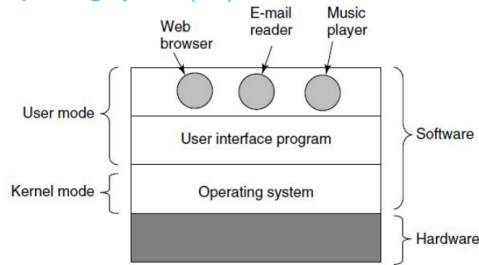 E-mail
reader
Music
player
Web
browser
User mode
User interface program
Software
Kernel mode
Operating system
Hardware